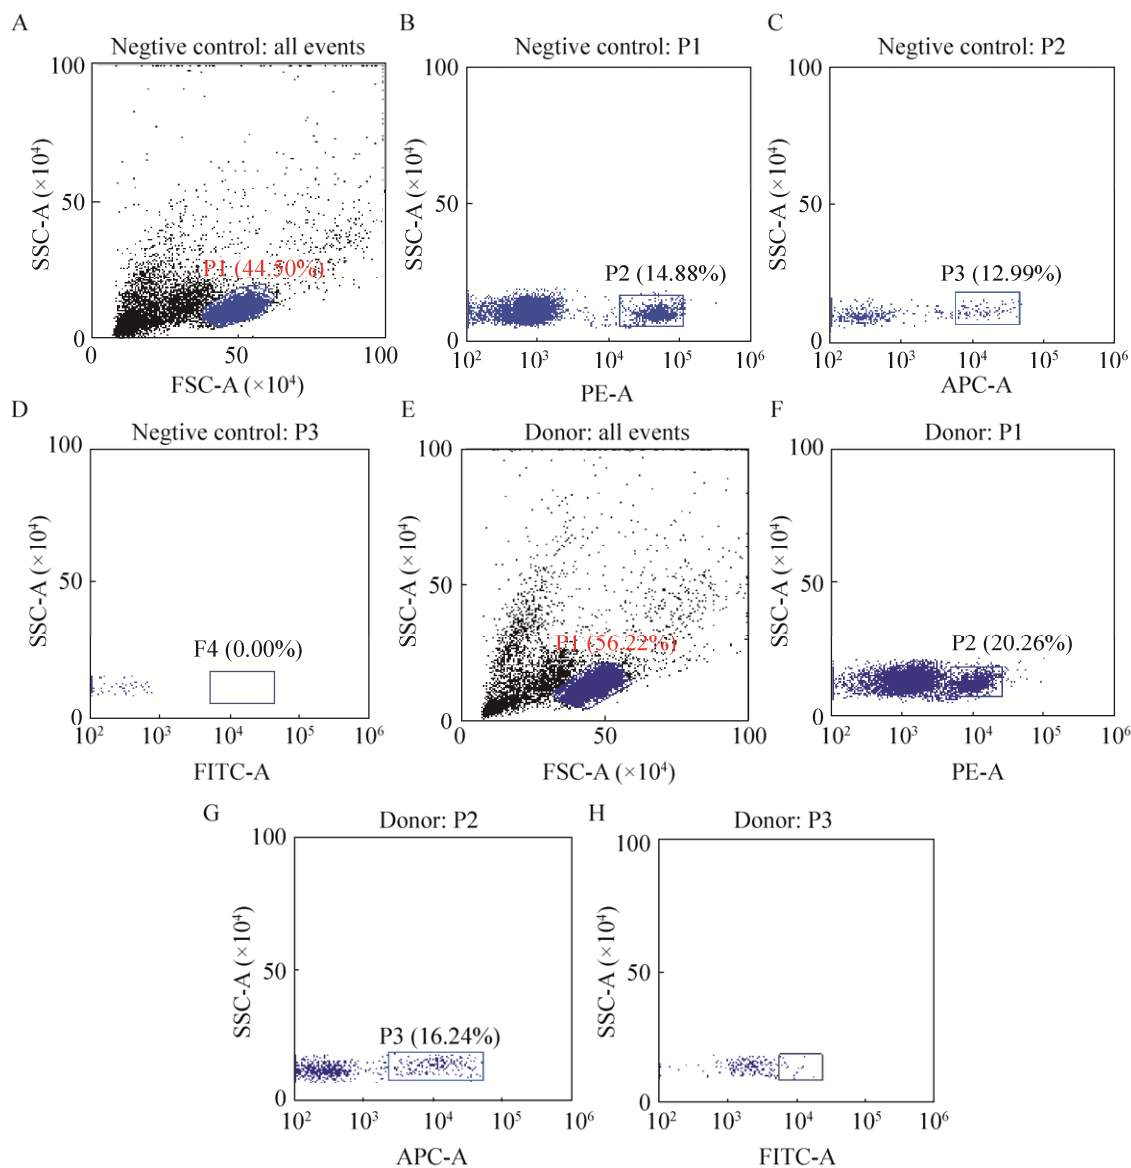 A
Negtive control: all events
100
50
0
SSC-A (×10⁴)
P1 (44.50%)
0
50
100
FSC-A (×10⁴)
B
Negtive control: P1
100
50
0
SSC-A (×10⁴)
P2 (14.88%)
10² 10³ 10⁴ 10⁵ 10⁶
PE-A
C
Negtive control: P2
100
50
0
SSC-A (×10⁴)
P3 (12.99%)
10² 10³ 10⁴ 10⁵ 10⁶
APC-A
D
Negtive control: P3
100
50
0
SSC-A (×10⁴)
F4 (0.00%)
10² 10³ 10⁴ 10⁵ 10⁶
FITC-A
E
Donor: all events
100
50
0
SSC-A (×10⁴)
P1 (56.22%)
0
50
100
FSC-A (×10⁴)
F
Donor: P1
100
50
0
SSC-A (×10⁴)
P2 (20.26%)
10² 10³ 10⁴ 10⁵ 10⁶
PE-A
G
Donor: P2
100
50
0
SSC-A (×10⁴)
P3 (16.24%)
10² 10³ 10⁴ 10⁵ 10⁶
APC-A
H
Donor: P3
100
50
0
SSC-A (×10⁴)
10² 10³ 10⁴ 10⁵ 10⁶
FITC-A